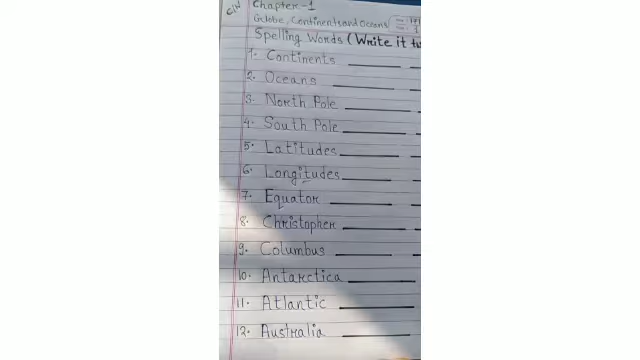 C/W
Chapter-1
Globe, Continents and Oceans
Spelling Words (Write it
1. Continents
2. Oceans
3. North Pole
4. South Pole
5. Latitudes
6. Longitudes
7. Equator
8. Christopher
9. Columbus
10. Antarctica
11. Atlantic
12. Australia